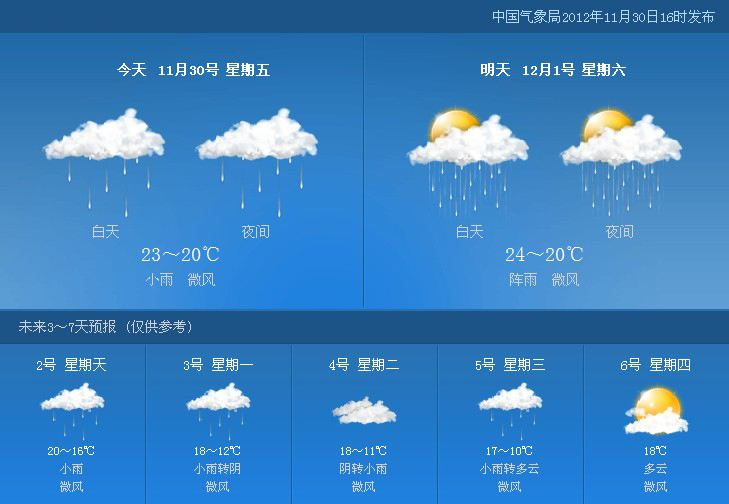 中国气象局2012年11月30日16时发布
今天 11月30号 星期五
明天 12月1号 星期六
白天 夜间 白天 夜间
23～20℃ 24～20℃
小雨 微风 阵雨 微风
未来3～7天预报 (仅供参考)
2号 星期天 3号 星期一 4号 星期二 5号 星期三 6号 星期四
20～16℃ 18～12℃ 18～11℃ 17～10℃ 18℃
小雨 小雨转阴 阴转小雨 小雨转多云 多云
微风 微风 微风 微风 微风